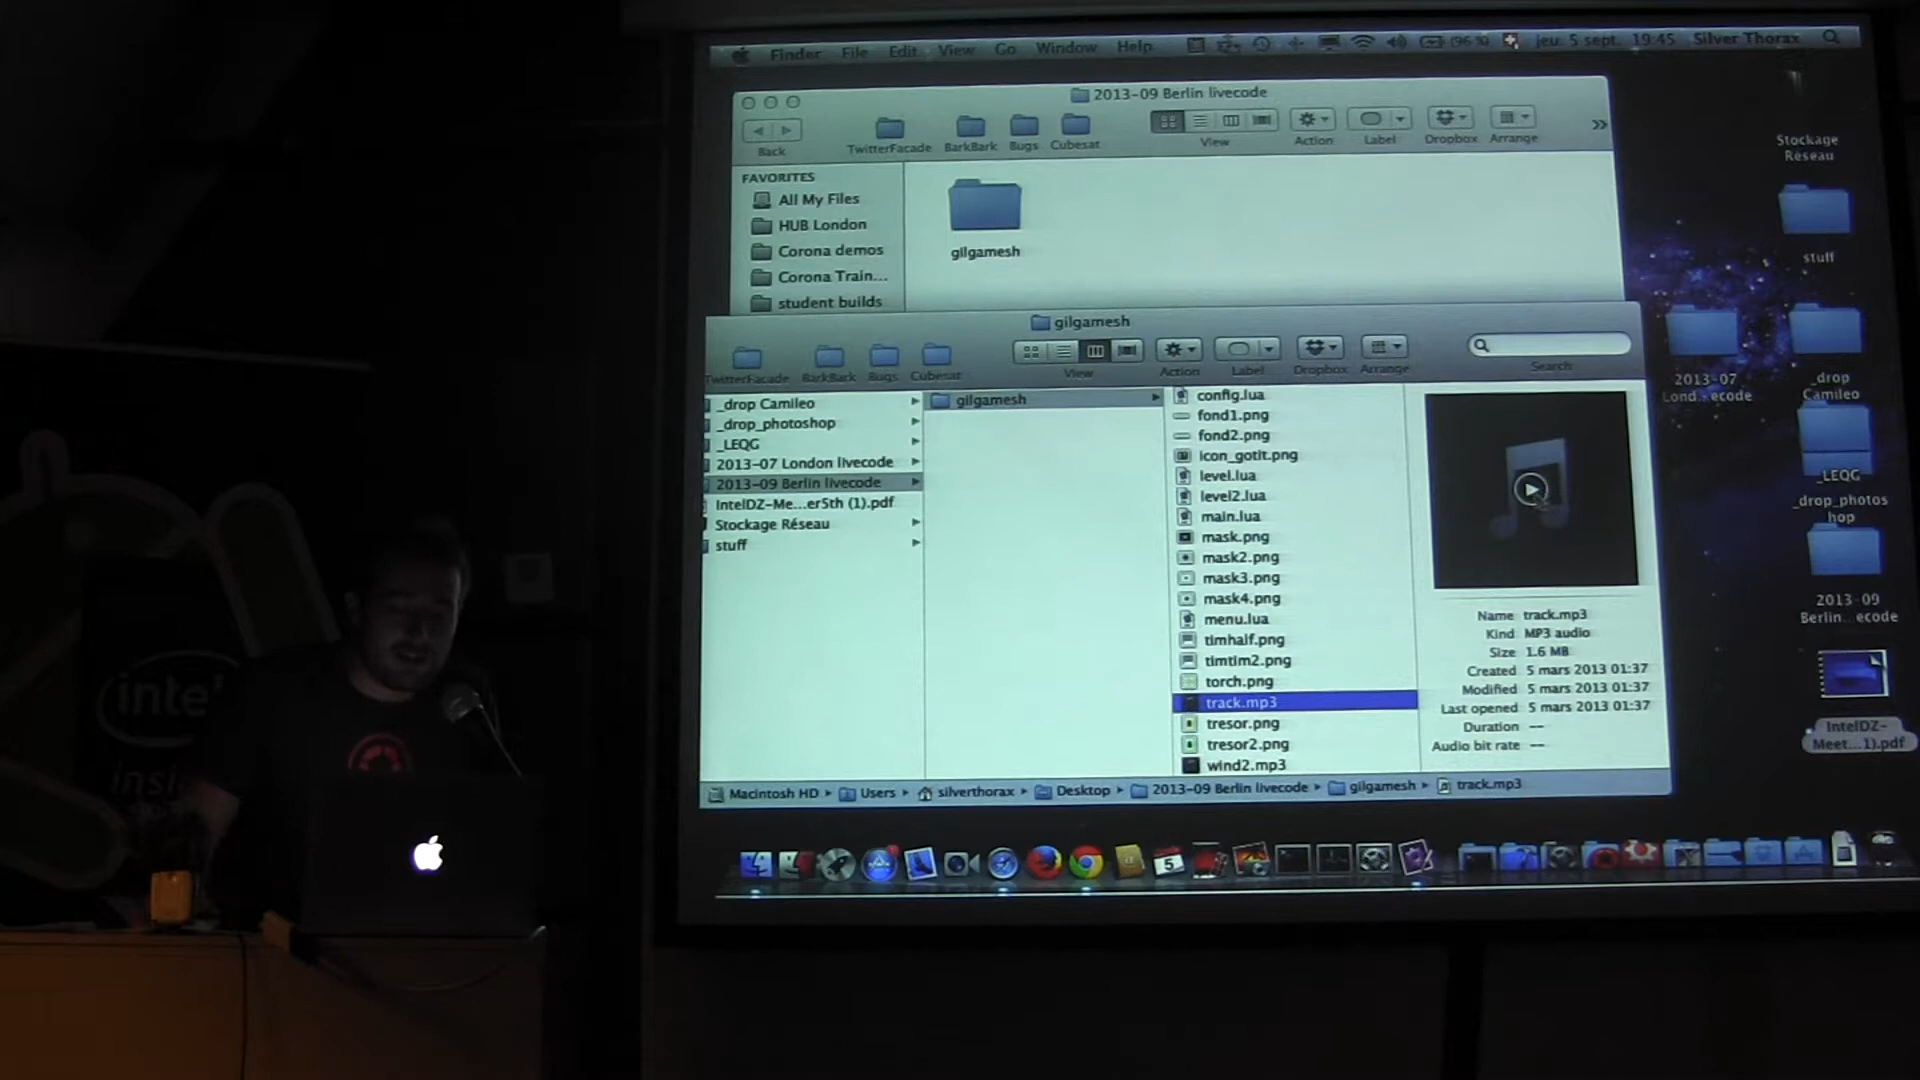 Finder File Edit View Go Window Help (96%) jeu. 5 sept. 19:45 Silver Thorax
2013-09 Berlin livecode
Back
TwitterFacade BarkBark Bugs Cubesat View Action Label Dropbox Arrange
FAVORITES
All My Files
HUB London
Corona demos
Corona Train...
student builds
gilgamesh
gilgamesh
TwitterFacade BarkBark Bugs Cubesat View Action Label Dropbox Arrange Search
_drop Camileo
_drop_photoshop
_LEQG
2013-07 London livecode
2013-09 Berlin livecode
IntelDZ-Me...er5th (1).pdf
Stockage Réseau
stuff
gilgamesh
config.lua
fond1.png
fond2.png
icon_gotit.png
level.lua
level2.lua
main.lua
mask.png
mask2.png
mask3.png
mask4.png
menu.lua
timhalf.png
timtim2.png
torch.png
track.mp3
tresor.png
tresor2.png
wind2.mp3
Name track.mp3
Kind MP3 audio
Size 1.6 MB
Created 5 mars 2013 01:37
Modified 5 mars 2013 01:37
Last opened 5 mars 2013 01:37
Duration --
Audio bit rate --
Macintosh HD Users silverthorax Desktop 2013-09 Berlin livecode gilgamesh track.mp3
Stockage
Réseau
stuff
2013-07
Lond...ecode
_drop
Camileo
_LEQG
_drop_photos
hop
2013-09
Berlin...ecode
IntelDZ-
Meet...1).pdf
5
intel
inside